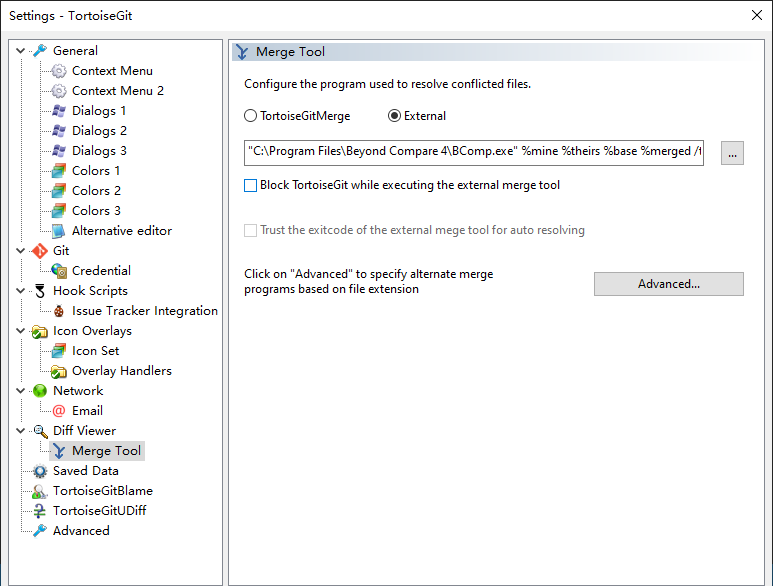 Settings - TortoiseGit
General
Context Menu
Context Menu 2
Dialogs 1
Dialogs 2
Dialogs 3
Colors 1
Colors 2
Colors 3
Alternative editor
Git
Credential
Hook Scripts
Issue Tracker Integration
Icon Overlays
Icon Set
Overlay Handlers
Network
Email
Diff Viewer
Merge Tool
Saved Data
TortoiseGitBlame
TortoiseGitUDiff
Advanced
Merge Tool
Configure the program used to resolve conflicted files.
TortoiseGitMerge External
"C:\Program Files\Beyond Compare 4\BComp.exe" %mine %theirs %base %merged /t
...
Block TortoiseGit while executing the external merge tool
Trust the exitcode of the external mege tool for auto resolving
Click on "Advanced" to specify alternate merge
programs based on file extension
Advanced...